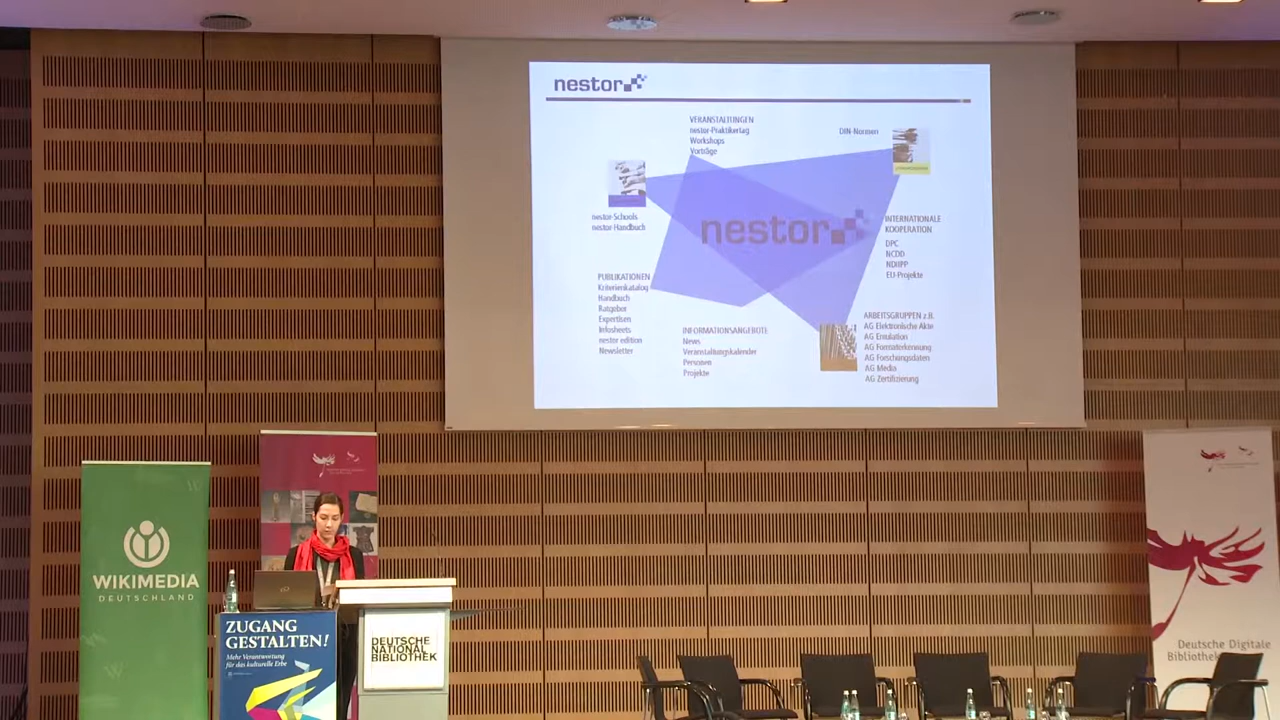 nestor
VERANSTALTUNGEN
nestor-Praktikertag
Workshops
Vorträge
DIN-Normen
nestor-Schools
nestor-Handbuch
nestor
INTERNATIONALE
KOOPERATION
DPC
NCDD
NDIIPP
EU-Projekte
PUBLIKATIONEN
Kriterienkatalog
Handbuch
Ratgeber
Expertisen
Infosheets
nestor edition
Newsletter
INFORMATIONSANGEBOTE
News
Veranstaltungskalender
Personen
Projekte
ARBEITSGRUPPEN z.B.
AG Elektronische Akte
AG Emulation
AG Formaterkennung
AG Forschungsdaten
AG Media
AG Zertifizierung
WIKIMEDIA
DEUTSCHLAND
ZUGANG
GESTALTEN!
Mehr Verantwortung
für das kulturelle Erbe
DEUTSCHE
NATIONAL
BIBLIOTHEK
Deutsche Digitale
Bibliothek